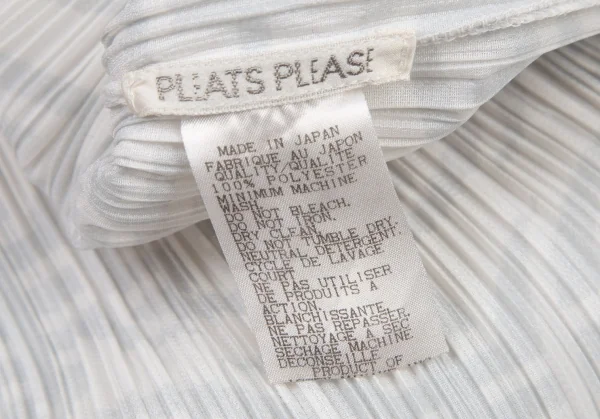 PLEATS PLEASE
MADE IN JAPAN
FABRIQUE AU JAPON
QUALITY/QUALITE
100% POLYESTER
MINIMUM MACHINE
WASH.
DO NOT BLEACH.
DO NOT IRON.
DRY CLEAN.
DO NOT TUMBLE DRY.
NEUTRAL DETERGENT.
CYCLE DE LAVAGE
COURT
NE PAS UTILISER
DE PRODUITS A
ACTION
BLANCHISSANTE.
NE PAS REPASSER.
NETTOYAGE A SEC
SECHAGE MACHINE
DECONSEILLE
PRODUCT OF